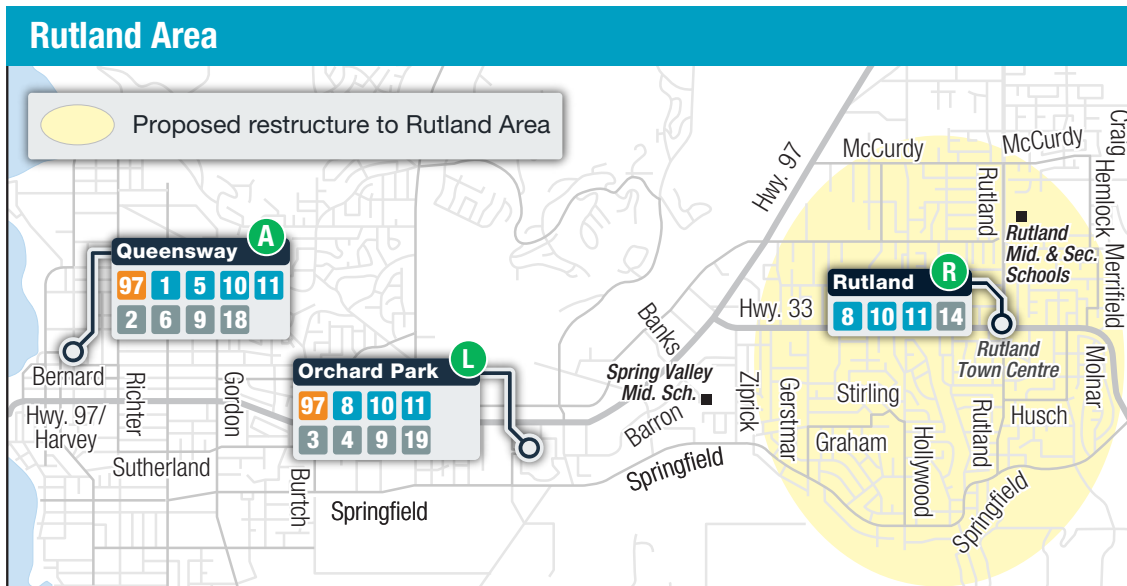 Rutland Area
Proposed restructure to Rutland Area
Queensway A
97 1 5 10 11
2 6 9 18
Bernard
Hwy. 97/
Harvey
Richter
Gordon
Sutherland
Burtch
Springfield
Orchard Park L
97 8 10 11
3 4 9 19
Hwy. 97
Banks
Spring Valley
Mid. Sch.
Barron
Springfield
Hwy. 33
Ziprick
Gerstmar
McCurdy
McCurdy
Craig
Hemlock
Merrifield
Rutland
Rutland
Mid. & Sec.
Schools
Rutland R
8 10 11 14
Rutland
Town Centre
Molnar
Stirling
Graham
Hollywood
Rutland
Husch
Springfield